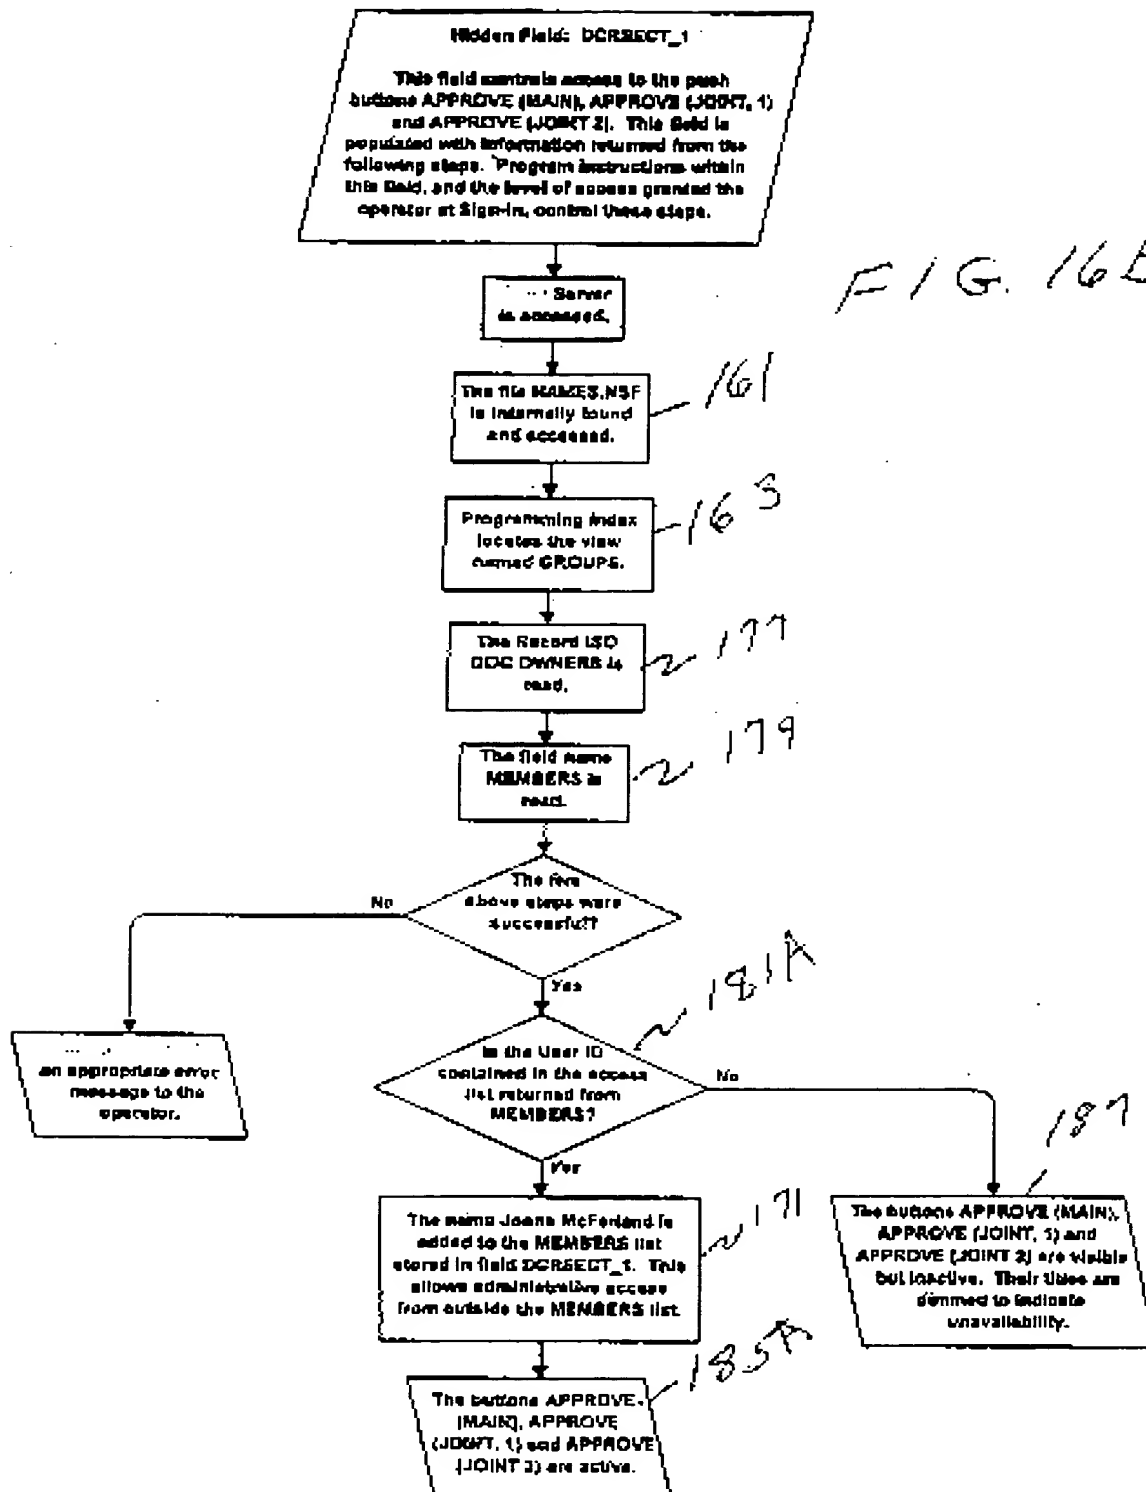 Hidden Field: DCRSECT_1
This field controls access to the push
buttons APPROVE (MAIN), APPROVE (JOINT, 1)
and APPROVE (JOINT 2). This field is
populated with information returned from the
following steps. Program instructions within
this field, and the level of access granted the
operator at Sign-in, control these steps.
FIG. 16B
Server
is accessed.
The file NAMES.NSF
is internally found
and accessed.
161
Programming index
locates the view
named GROUPS.
163
The Record ISO
DOC OWNERS is
read.
177
The field name
MEMBERS is
read.
179
The five
above steps were
successful?
No
Yes
an appropriate error
message to the
operator.
Is the User ID
contained in the access
list returned from
MEMBERS?
181A
No
Yes
The name Joana McFarland is
added to the MEMBERS list
stored in field DCRSECT_1. This
allows administrative access
from outside the MEMBERS list.
171
The buttons APPROVE (MAIN),
APPROVE (JOINT, 1) and
APPROVE (JOINT 2) are visible
but inactive. Their titles are
dimmed to indicate
unavailability.
187
The buttons APPROVE
(MAIN), APPROVE
(JOINT, 1) and APPROVE
(JOINT 2) are active.
185A